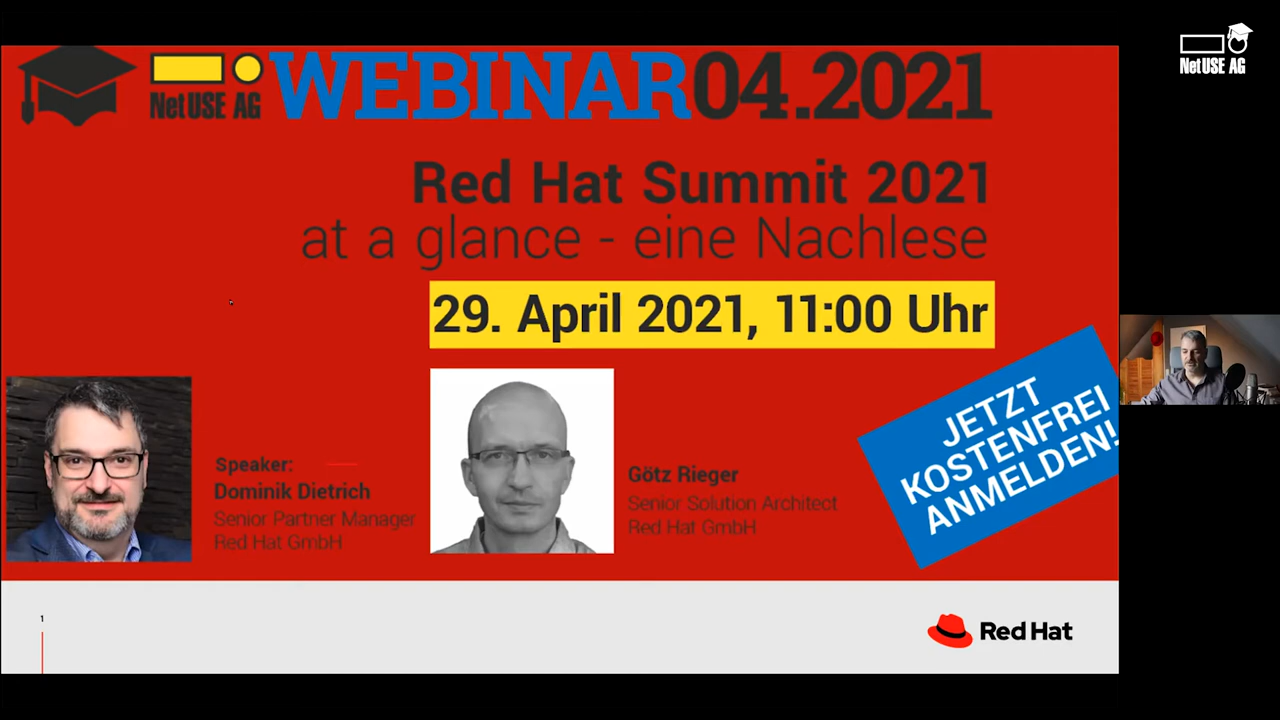 NetUSE AG
WEBINAR04.2021
NetUSE AG
Red Hat Summit 2021
at a glance - eine Nachlese
29. April 2021, 11:00 Uhr
JETZT
KOSTENFREI
ANMELDEN!
Speaker:
Dominik Dietrich
Senior Partner Manager
Red Hat GmbH
Götz Rieger
Senior Solution Architect
Red Hat GmbH
1
Red Hat